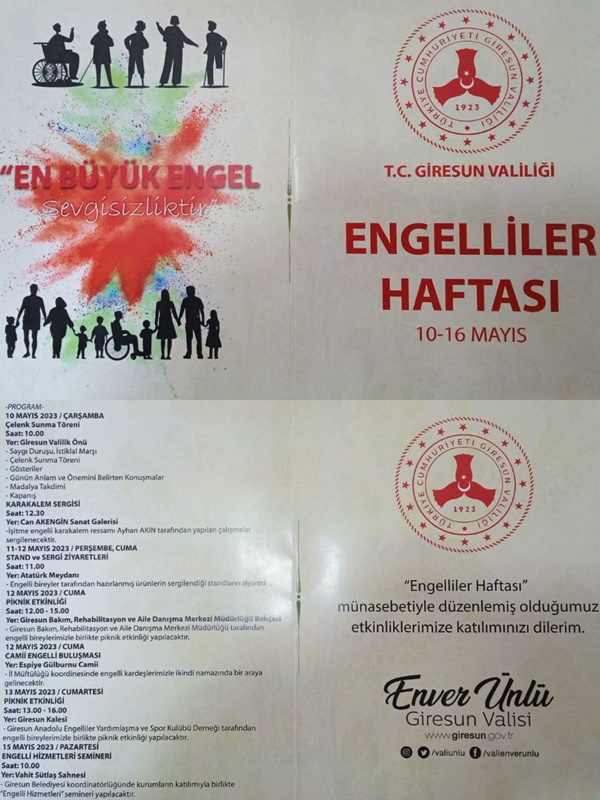 "EN BÜYÜK ENGEL
Sevgisizliktir"
TÜRKİYE CUMHURİYETİ GİRESUN VALİLİĞİ
1923
T.C. GİRESUN VALİLİĞİ
ENGELLİLER
HAFTASI
10-16 MAYIS
-PROGRAM-
10 MAYIS 2023 / ÇARŞAMBA
Çelenk Sunma Töreni
Saat: 10.00
Yer: Giresun Valilik Önü
- Saygı Duruşu, İstiklal Marşı
- Çelenk Sunma Töreni
- Gösteriler
- Günün Anlam ve Önemini Belirten Konuşmalar
- Madalya Takdimi
- Kapanış
KARAKALEM SERGİSİ
Saat: 12.30
Yer: Can AKENGİN Sanat Galerisi
-İşitme engelli karakalem ressamı Ayhan AKIN tarafından yapılan çalışmalar
sergilenecektir.
11-12 MAYIS 2023 / PERŞEMBE, CUMA
STAND ve SERGİ ZİYARETLERİ
Saat: 11.00
Yer: Atatürk Meydanı
- Engelli bireyler tarafından hazırlanmış ürünlerin sergilendiği standların ziyareti
12 MAYIS 2023 / CUMA
PİKNİK ETKİNLİĞİ
Saat: 12.00 - 15.00
Yer: Giresun Bakım, Rehabilitasyon ve Aile Danışma Merkezi Müdürlüğü Bahçesi
- Giresun Bakım, Rehabilitasyon ve Aile Danışma Merkezi Müdürlüğü tarafından
engelli bireylerimizle birlikte piknik etkinliği yapılacaktır.
12 MAYIS 2023 / CUMA
CAMİİ ENGELLİ BULUŞMASI
Yer: Espiye Gülburnu Camii
- İl Müftülüğü koordinesinde engelli kardeşlerimizle ikindi namazında bir araya
gelinecektir.
13 MAYIS 2023 / CUMARTESİ
PİKNİK ETKİNLİĞİ
Saat: 13.00 - 16.00
Yer: Giresun Kalesi
- Giresun Anadolu Engelliler Yardımlaşma ve Spor Kulübü Derneği tarafından
engelli bireylerimizle birlikte piknik etkinliği yapılacaktır.
15 MAYIS 2023 / PAZARTESİ
ENGELLİ HİZMETLERİ SEMİNERİ
Saat: 10.00
Yer: Vahit Sütlaş Sahnesi
- Giresun Belediyesi koordinatörlüğünde kurumların katılımıyla birlikte
"Engelli Hizmetleri" semineri yapılacaktır.
TÜRKİYE CUMHURİYETİ GİRESUN VALİLİĞİ
1923
"Engelliler Haftası"
münasebetiyle düzenlemiş olduğumuz
etkinliklerimize katılımınızı dilerim.
Enver Ünlü
Giresun Valisi
www.giresun.gov.tr
/valiunlu /valienverunlu